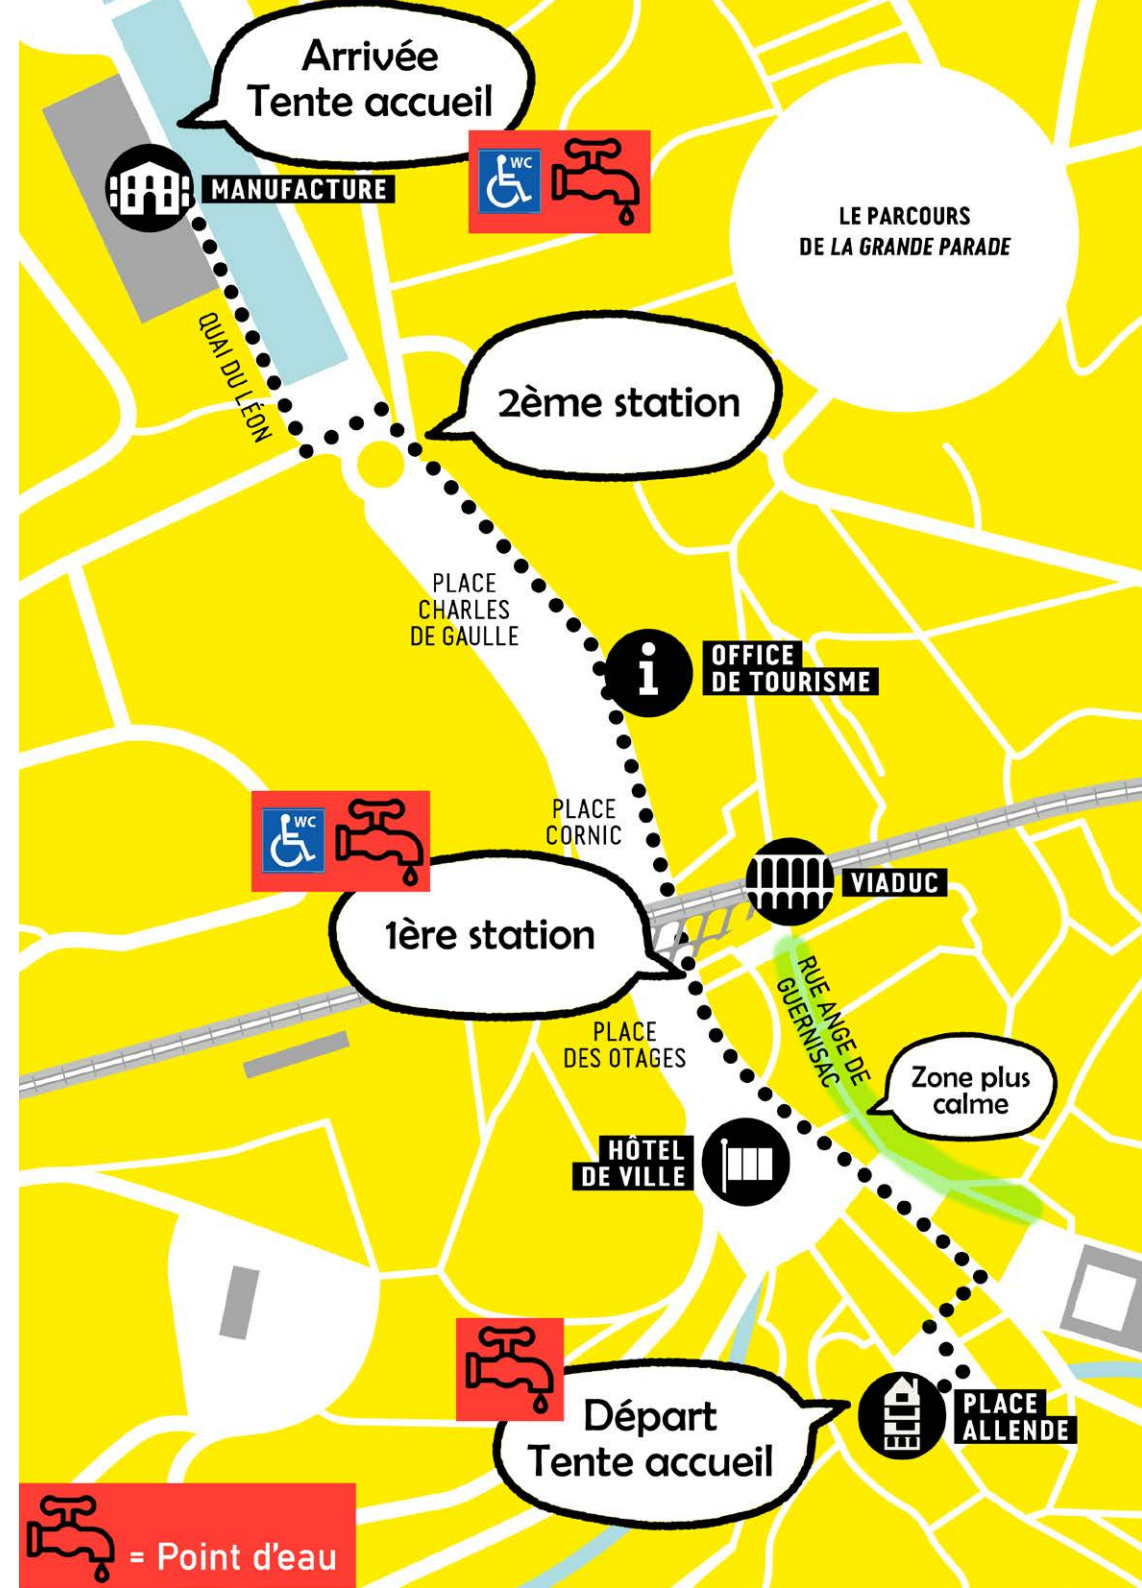 Arrivée
Tente accueil
WC
MANUFACTURE
LE PARCOURS
DE LA GRANDE PARADE
QUAI DU LÉON
2ème station
PLACE
CHARLES
DE GAULLE
OFFICE
DE TOURISME
i
WC
PLACE
CORNIC
VIADUC
1ère station
RUE ANGE DE
GUERNISAC
PLACE
DES OTAGES
Zone plus
calme
HÔTEL
DE VILLE
Départ
Tente accueil
PLACE
ALLENDE
= Point d'eau